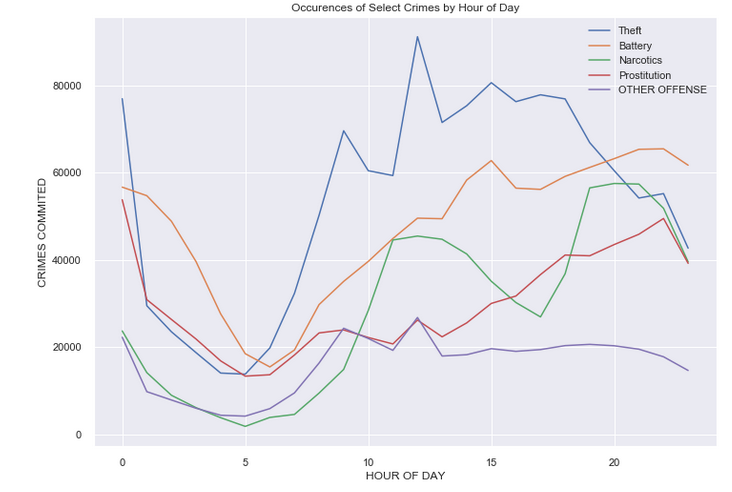 Occurences of Select Crimes by Hour of Day
Theft
Battery
Narcotics
Prostitution
OTHER OFFENSE
CRIMES COMMITED
80000
60000
40000
20000
0
0 5 10 15 20
HOUR OF DAY